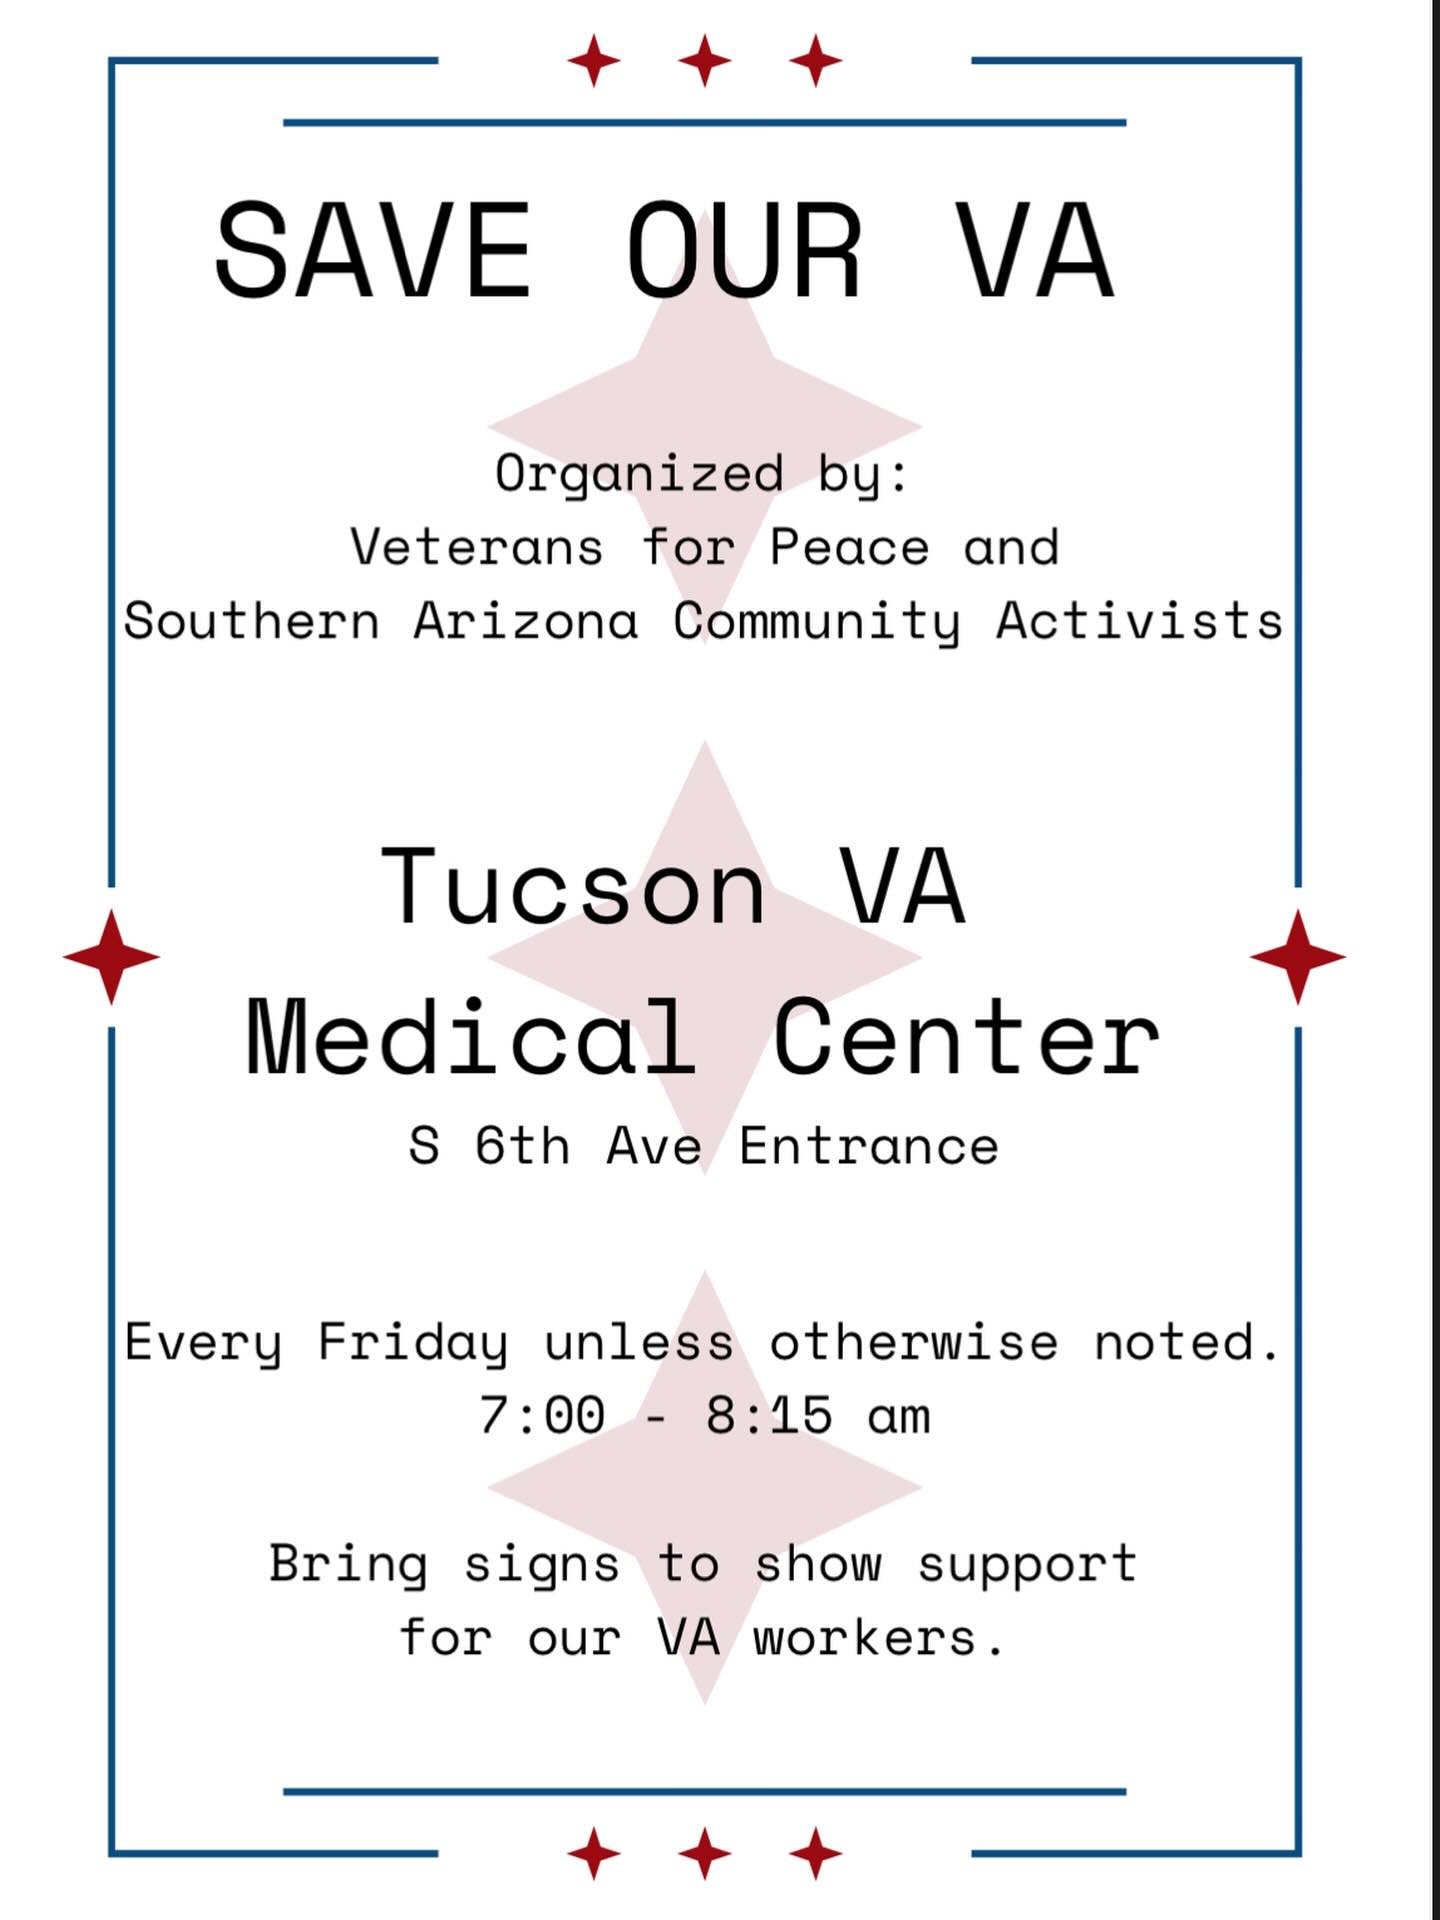 SAVE OUR VA
Organized by:
Veterans for Peace and
Southern Arizona Community Activists
Tucson VA
Medical Center
S 6th Ave Entrance
Every Friday unless otherwise noted.
7:00 - 8:15 am
Bring signs to show support
for our VA workers.